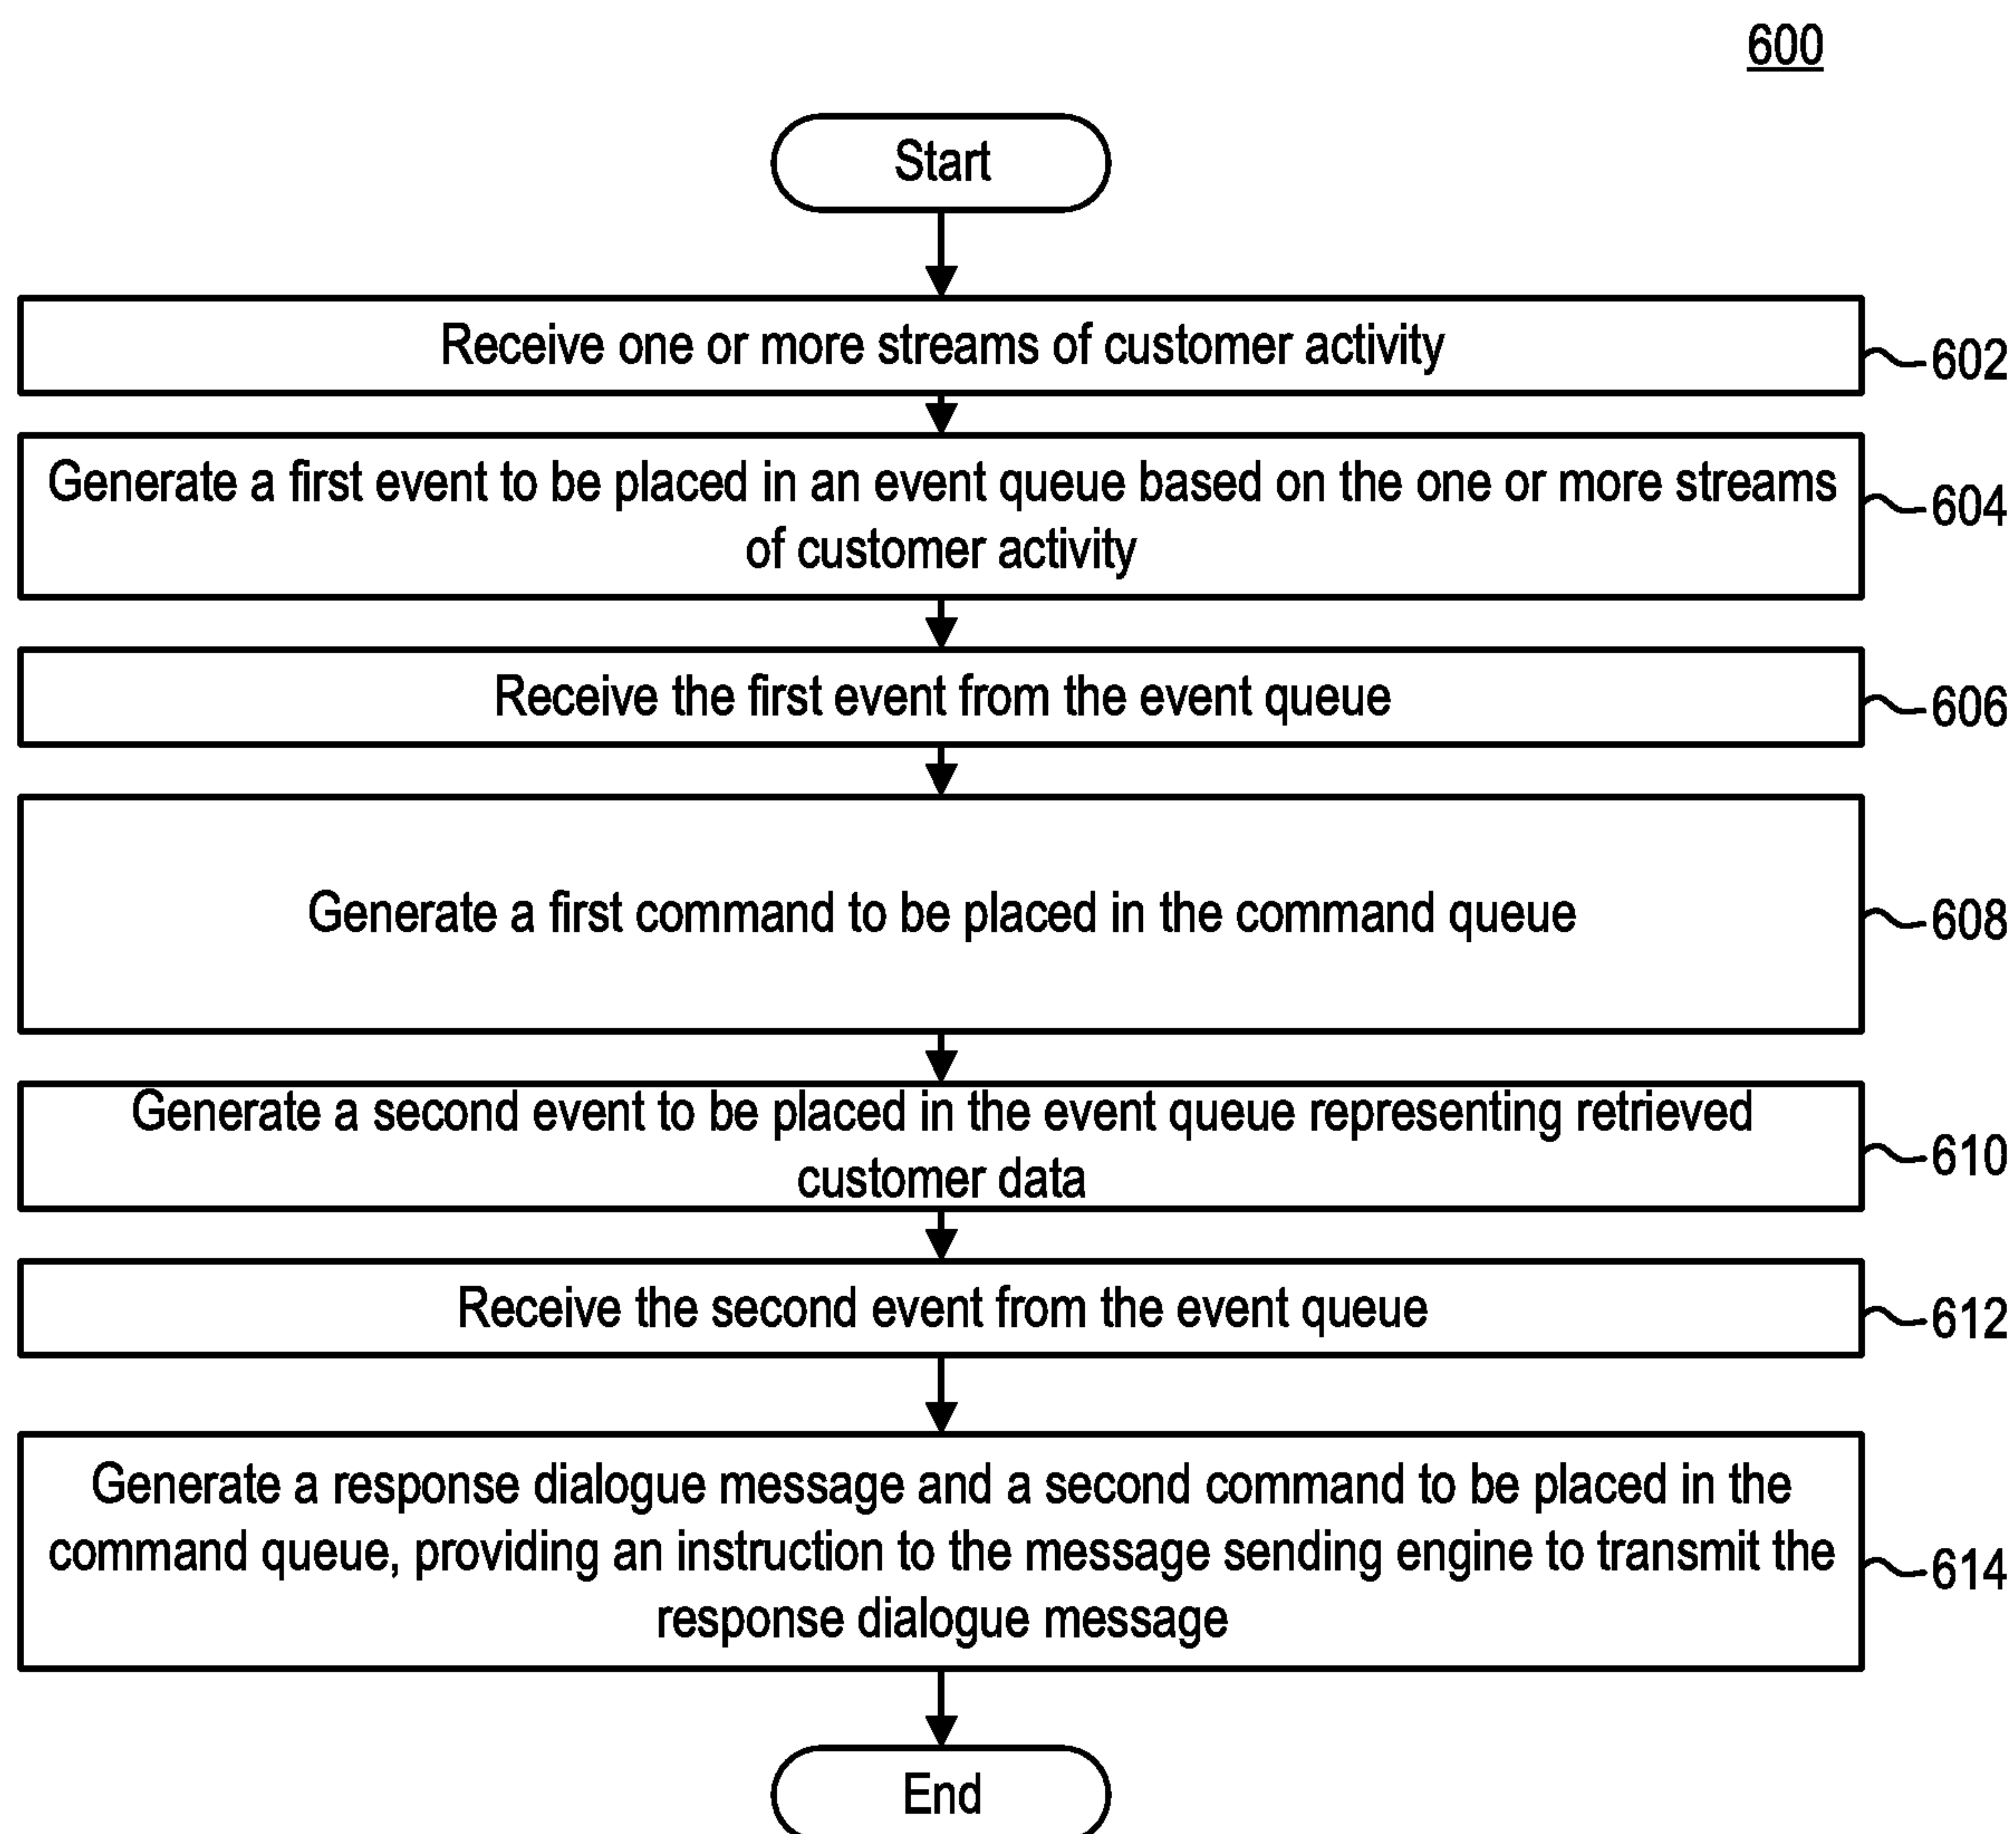 600
Start
Receive one or more streams of customer activity
602
Generate a first event to be placed in an event queue based on the one or more streams
of customer activity
604
Receive the first event from the event queue
606
Generate a first command to be placed in the command queue
608
Generate a second event to be placed in the event queue representing retrieved
customer data
610
Receive the second event from the event queue
612
Generate a response dialogue message and a second command to be placed in the
command queue, providing an instruction to the message sending engine to transmit the
response dialogue message
614
End